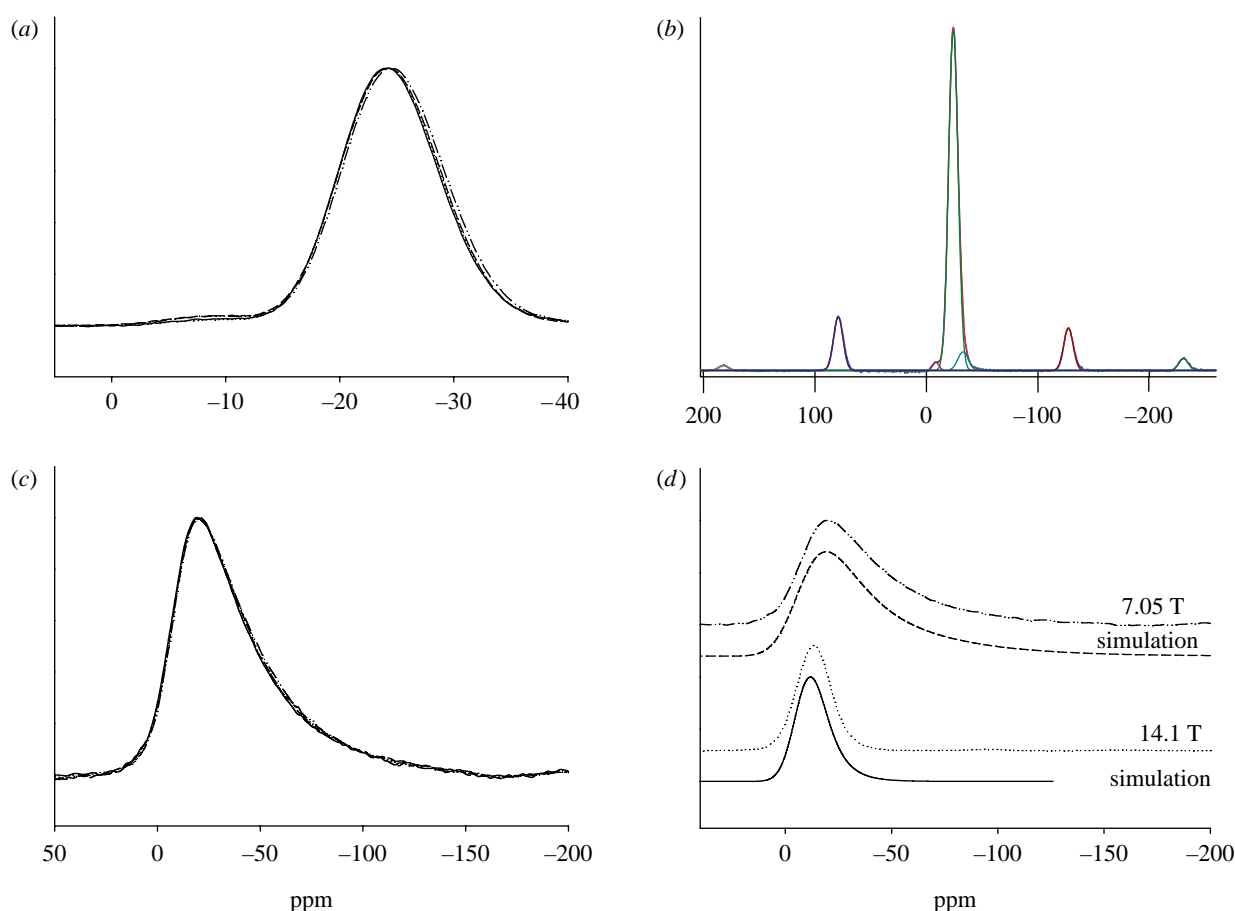 (a)
0 –10 –20 –30 –40
(b)
200 100 0 –100 –200
(c)
50 0 –50 –100 –150 –200
ppm
(d)
7.05 T
simulation
14.1 T
simulation
0 –50 –100 –150 –200
ppm